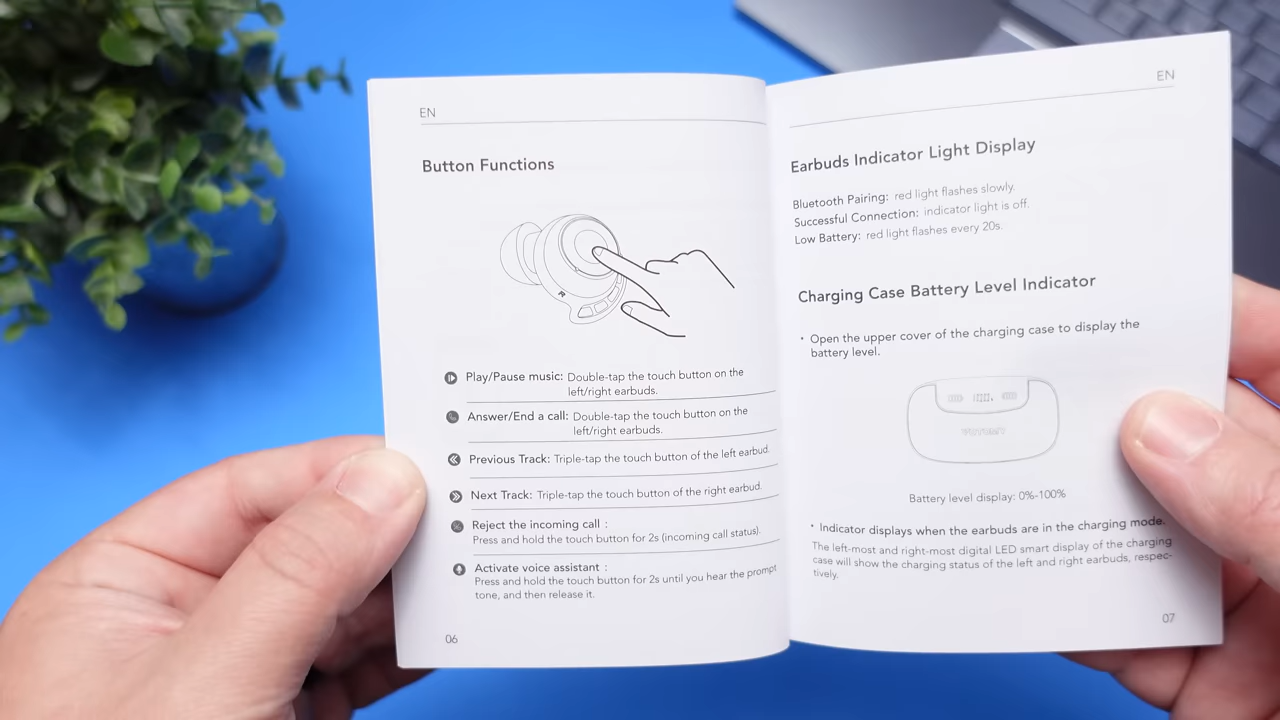 EN
Button Functions
R
Play/Pause music: Double-tap the touch button on the
left/right earbuds.
Answer/End a call: Double-tap the touch button on the
left/right earbuds.
Previous Track: Triple-tap the touch button of the left earbud.
Next Track: Triple-tap the touch button of the right earbud.
Reject the incoming call :
Press and hold the touch button for 2s (incoming call status).
Activate voice assistant :
Press and hold the touch button for 2s until you hear the prompt
tone, and then release it.
06
EN
Earbuds Indicator Light Display
Bluetooth Pairing: red light flashes slowly.
Successful Connection: indicator light is off.
Low Battery: red light flashes every 20s.
Charging Case Battery Level Indicator
• Open the upper cover of the charging case to display the
battery level.
Battery level display: 0%-100%
• Indicator displays when the earbuds are in the charging mode.
The left-most and right-most digital LED smart display of the charging
case will show the charging status of the left and right earbuds, respec-
tively.
07